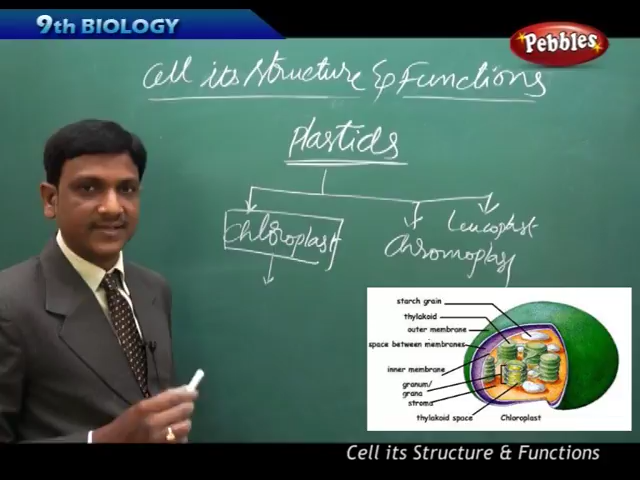 9th BIOLOGY
Pebbles
Cell its Structure & Functions
Plastids
Chloroplast
Chromoplast
Leucoplast
starch grain
thylakoid
outer membrane
space between membranes
inner membrane
granum/
grana
stroma
thylakoid space
Chloroplast
Cell its Structure & Functions